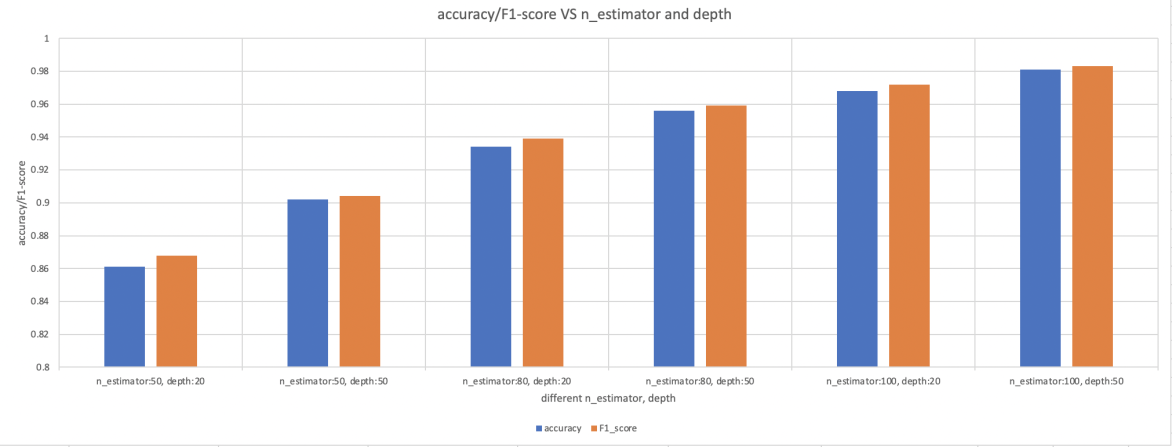 accuracy/F1-score VS n_estimator and depth
accuracy/F1-score
1
0.98
0.96
0.94
0.92
0.9
0.88
0.86
0.84
0.82
0.8
n_estimator:50, depth:20
n_estimator:50, depth:50
n_estimator:80, depth:20
n_estimator:80, depth:50
n_estimator:100, depth:20
n_estimator:100, depth:50
different n_estimator, depth
accuracy F1_score